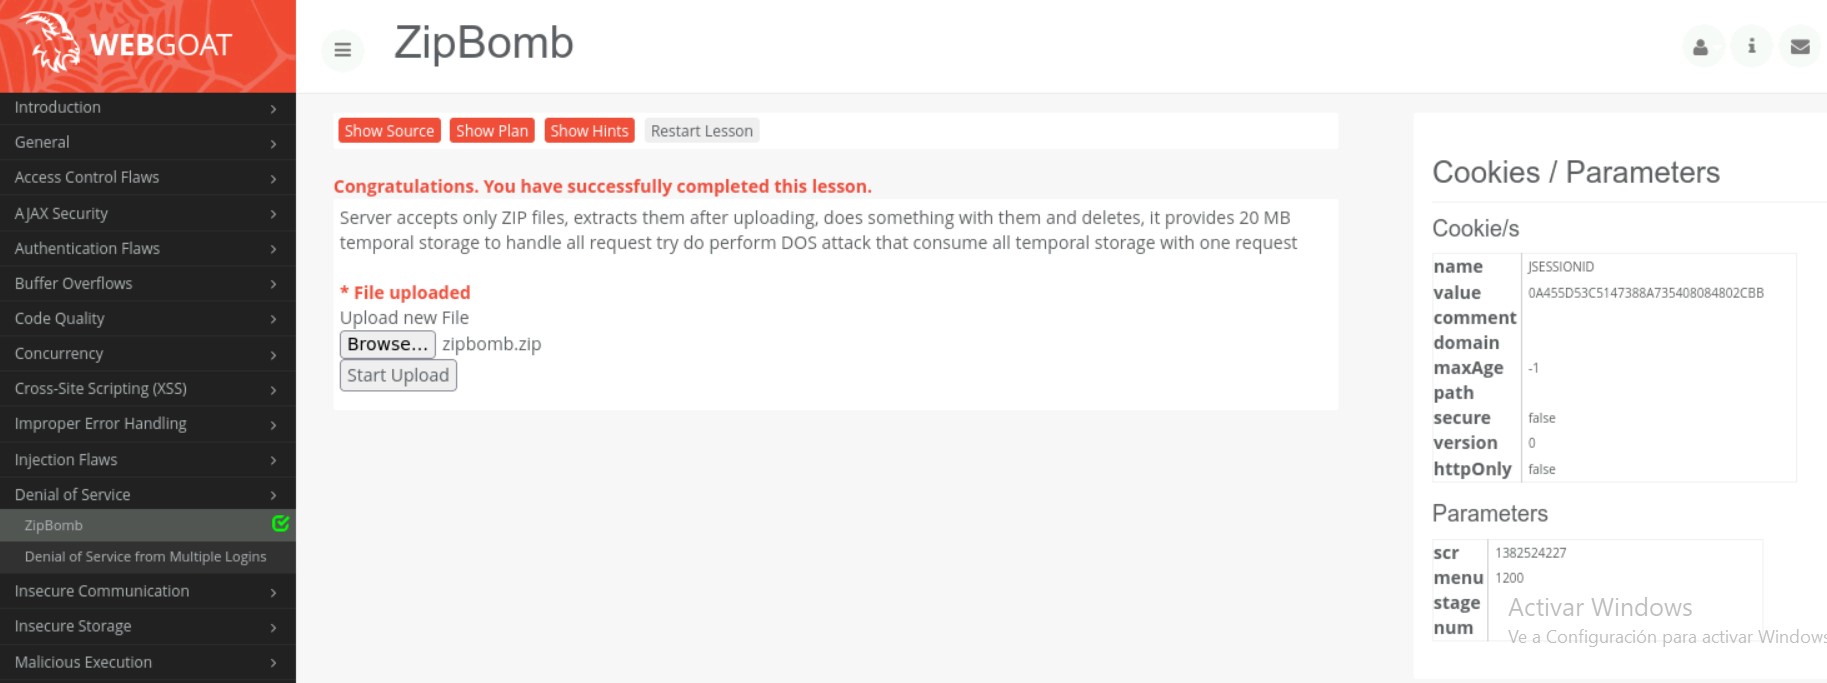 WEBGOAT
ZipBomb
Introduction
General
Access Control Flaws
AJAX Security
Authentication Flaws
Buffer Overflows
Code Quality
Concurrency
Cross-Site Scripting (XSS)
Improper Error Handling
Injection Flaws
Denial of Service
ZipBomb
Denial of Service from Multiple Logins
Insecure Communication
Insecure Storage
Malicious Execution
Show Source Show Plan Show Hints Restart Lesson
Congratulations. You have successfully completed this lesson.
Server accepts only ZIP files, extracts them after uploading, does something with them and deletes, it provides 20 MB
temporal storage to handle all request try do perform DOS attack that consume all temporal storage with one request
* File uploaded
Upload new File
Browse... zipbomb.zip
Start Upload
Cookies / Parameters
Cookie/s
name JSESSIONID
value 0A455D53C5147388A735408084802CBB
comment
domain
maxAge -1
path
secure false
version 0
httpOnly false
Parameters
scr 1382524227
menu 1200
stage
num
Activar Windows
Ve a Configuración para activar Windows